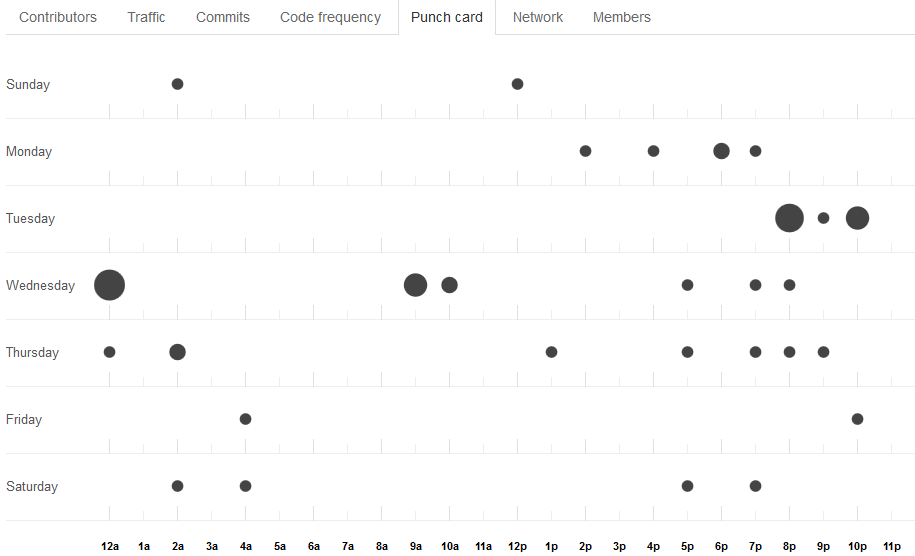 Contributors Traffic Commits Code frequency Punch card Network Members
Sunday
Monday
Tuesday
Wednesday
Thursday
Friday
Saturday
12a 1a 2a 3a 4a 5a 6a 7a 8a 9a 10a 11a 12p 1p 2p 3p 4p 5p 6p 7p 8p 9p 10p 11p